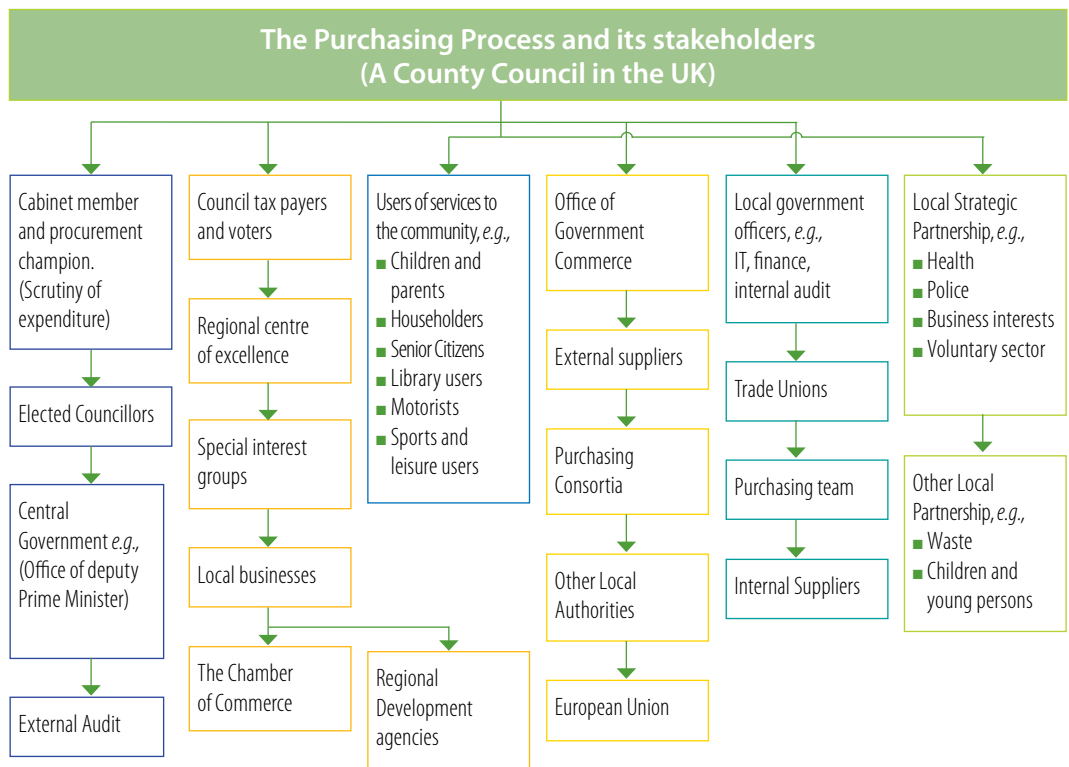 The Purchasing Process and its stakeholders
(A County Council in the UK)
Cabinet member
and procurement
champion.
(Scrutiny of
expenditure)
Elected Councillors
Central
Government e.g.,
(Office of deputy
Prime Minister)
External Audit
Council tax payers
and voters
Regional centre
of excellence
Special interest
groups
Local businesses
The Chamber
of Commerce
Regional
Development
agencies
Users of services to
the community, e.g.,
■ Children and
parents
■ Householders
■ Senior Citizens
■ Library users
■ Motorists
■ Sports and
leisure users
Office of
Government
Commerce
External suppliers
Purchasing
Consortia
Other Local
Authorities
European Union
Local government
officers, e.g.,
IT, finance,
internal audit
Trade Unions
Purchasing team
Internal Suppliers
Local Strategic
Partnership, e.g.,
■ Health
■ Police
■ Business interests
■ Voluntary sector
Other Local
Partnership, e.g.,
■ Waste
■ Children and
young persons